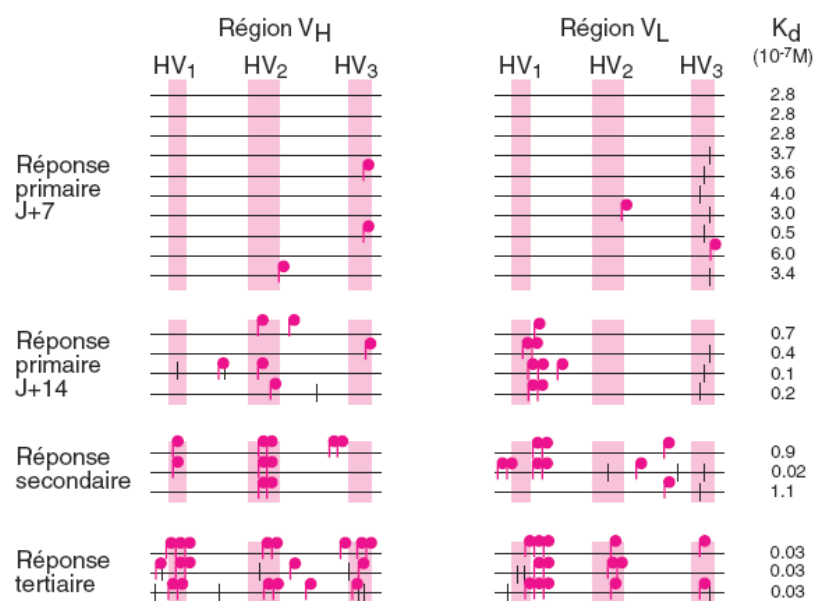 Région VH Région VL Kd
(10-7M)
HV1 HV2 HV3 HV1 HV2 HV3
2.8
2.8
2.8
3.7
Réponse
primaire
J+7
3.6
4.0
3.0
0.5
6.0
3.4
Réponse
primaire
J+14
0.7
0.4
0.1
0.2
Réponse
secondaire
0.9
0.02
1.1
Réponse
tertiaire
0.03
0.03
0.03